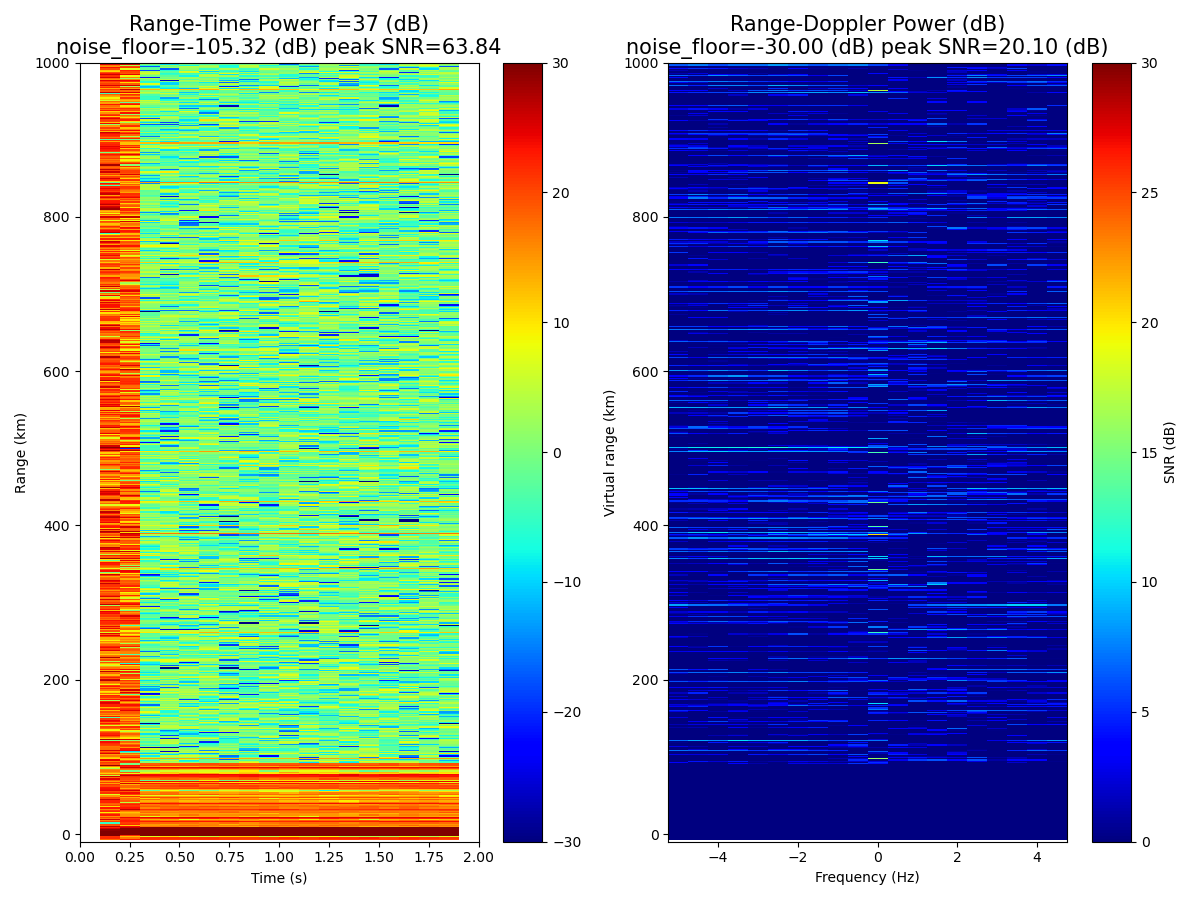 Range-Time Power f=37 (dB)
noise_floor=-105.32 (dB) peak SNR=63.84
1000
800
600
400
200
0
Range (km)
0.00 0.25 0.50 0.75 1.00 1.25 1.50 1.75 2.00
Time (s)
30
20
10
0
−10
−20
−30
Range-Doppler Power (dB)
noise_floor=-30.00 (dB) peak SNR=20.10 (dB)
1000
800
600
400
200
0
Virtual range (km)
−4 −2 0 2 4
Frequency (Hz)
30
25
20
15
10
5
0
SNR (dB)